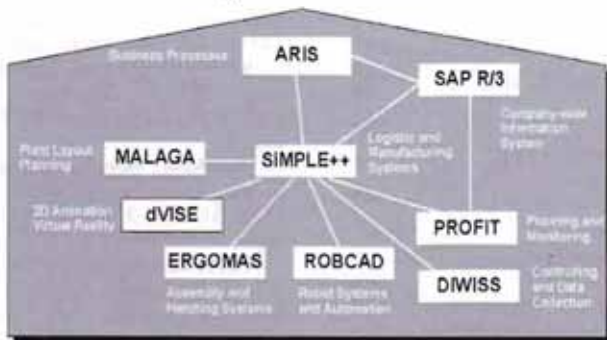 Business Processes
ARIS
SAP R/3
Company-wide
Information
System
Plant Layout
Planning
MALAGA
SiMPLE++
Logistic and
Manufacturing
Systems
dVISE
Virtual Reality
PROFIT
Planning and
Monitoring
ERGOMAS
Assembly and
Handling Systems
ROBCAD
Robot Systems
and Automation
DIWISS
Controlling
and Data
Collection